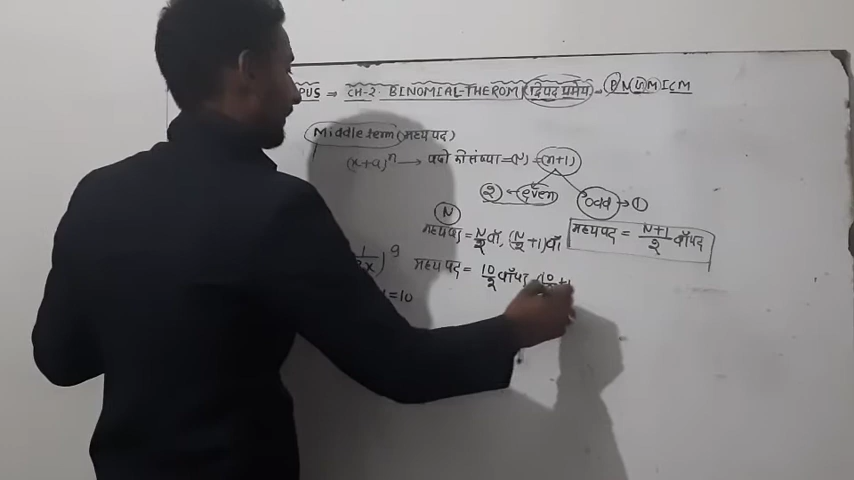 PUS ⇒ CH-2. BINOMIAL-THEROM (द्विपद प्रमेय) →
Middle term (मध्य पद)
(x+a)ⁿ → पदो की संख्या =(N) = (n+1)
2 ← even
odd → 1
N
मध्य पद = N/2 वाँ, (N/2 +1) वाँ
मध्य पद = N+1/2 वाँ पद
)⁹ मध्य पद = 10/2 वाँ पद,
=10